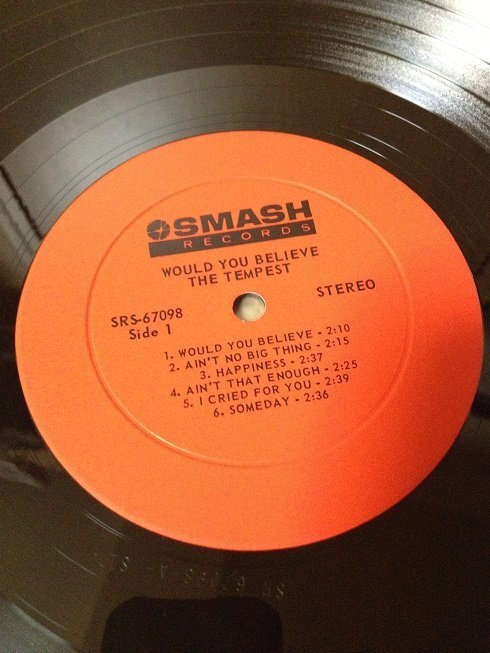 SMASH
RECORDS
WOULD YOU BELIEVE
THE TEMPEST
SRS-67098
Side 1
STEREO
1. WOULD YOU BELIEVE - 2:10
2. AIN'T NO BIG THING - 2:15
3. HAPPINESS - 2:37
4. AIN'T THAT ENOUGH - 2:25
5. I CRIED FOR YOU - 2:39
6. SOMEDAY - 2:36